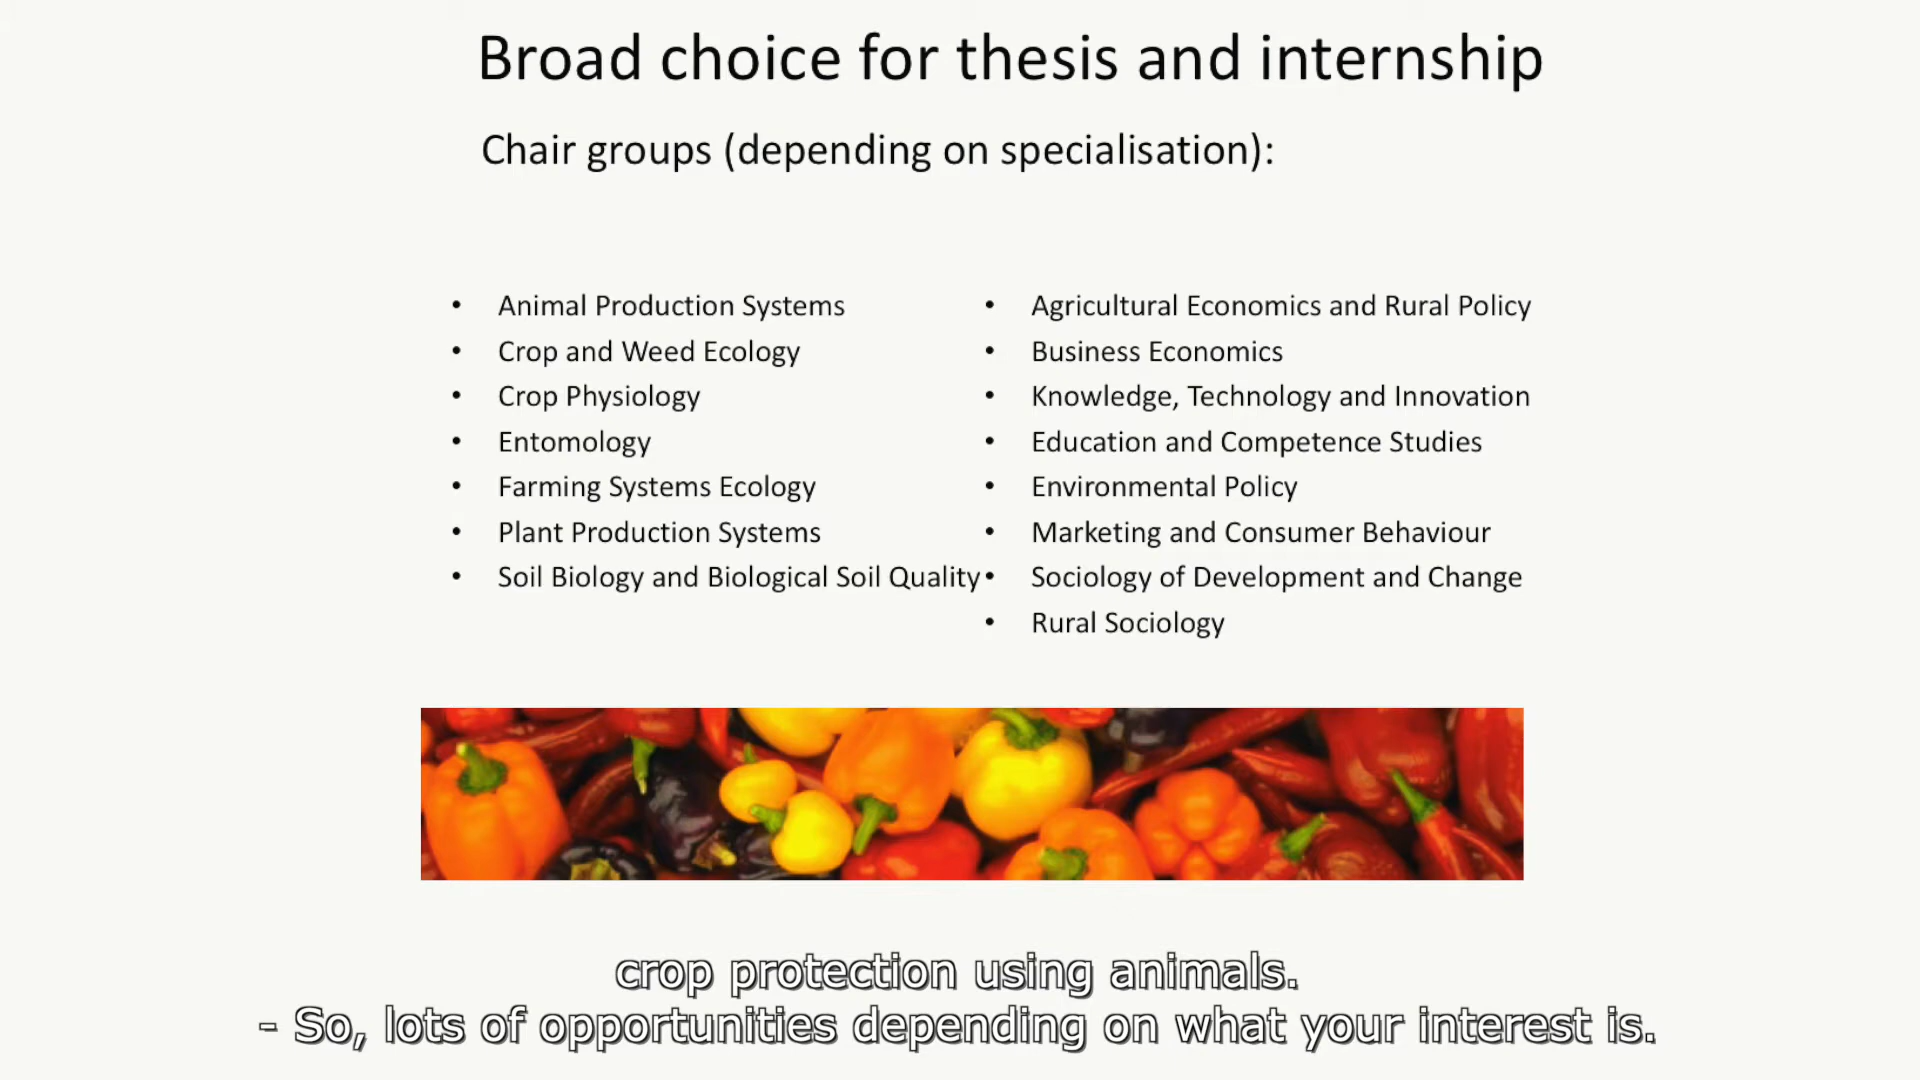 Broad choice for thesis and internship
Chair groups (depending on specialisation):
• Animal Production Systems
• Crop and Weed Ecology
• Crop Physiology
• Entomology
• Farming Systems Ecology
• Plant Production Systems
• Soil Biology and Biological Soil Quality
• Agricultural Economics and Rural Policy
• Business Economics
• Knowledge, Technology and Innovation
• Education and Competence Studies
• Environmental Policy
• Marketing and Consumer Behaviour
• Sociology of Development and Change
• Rural Sociology
crop protection using animals.
- So, lots of opportunities depending on what your interest is.